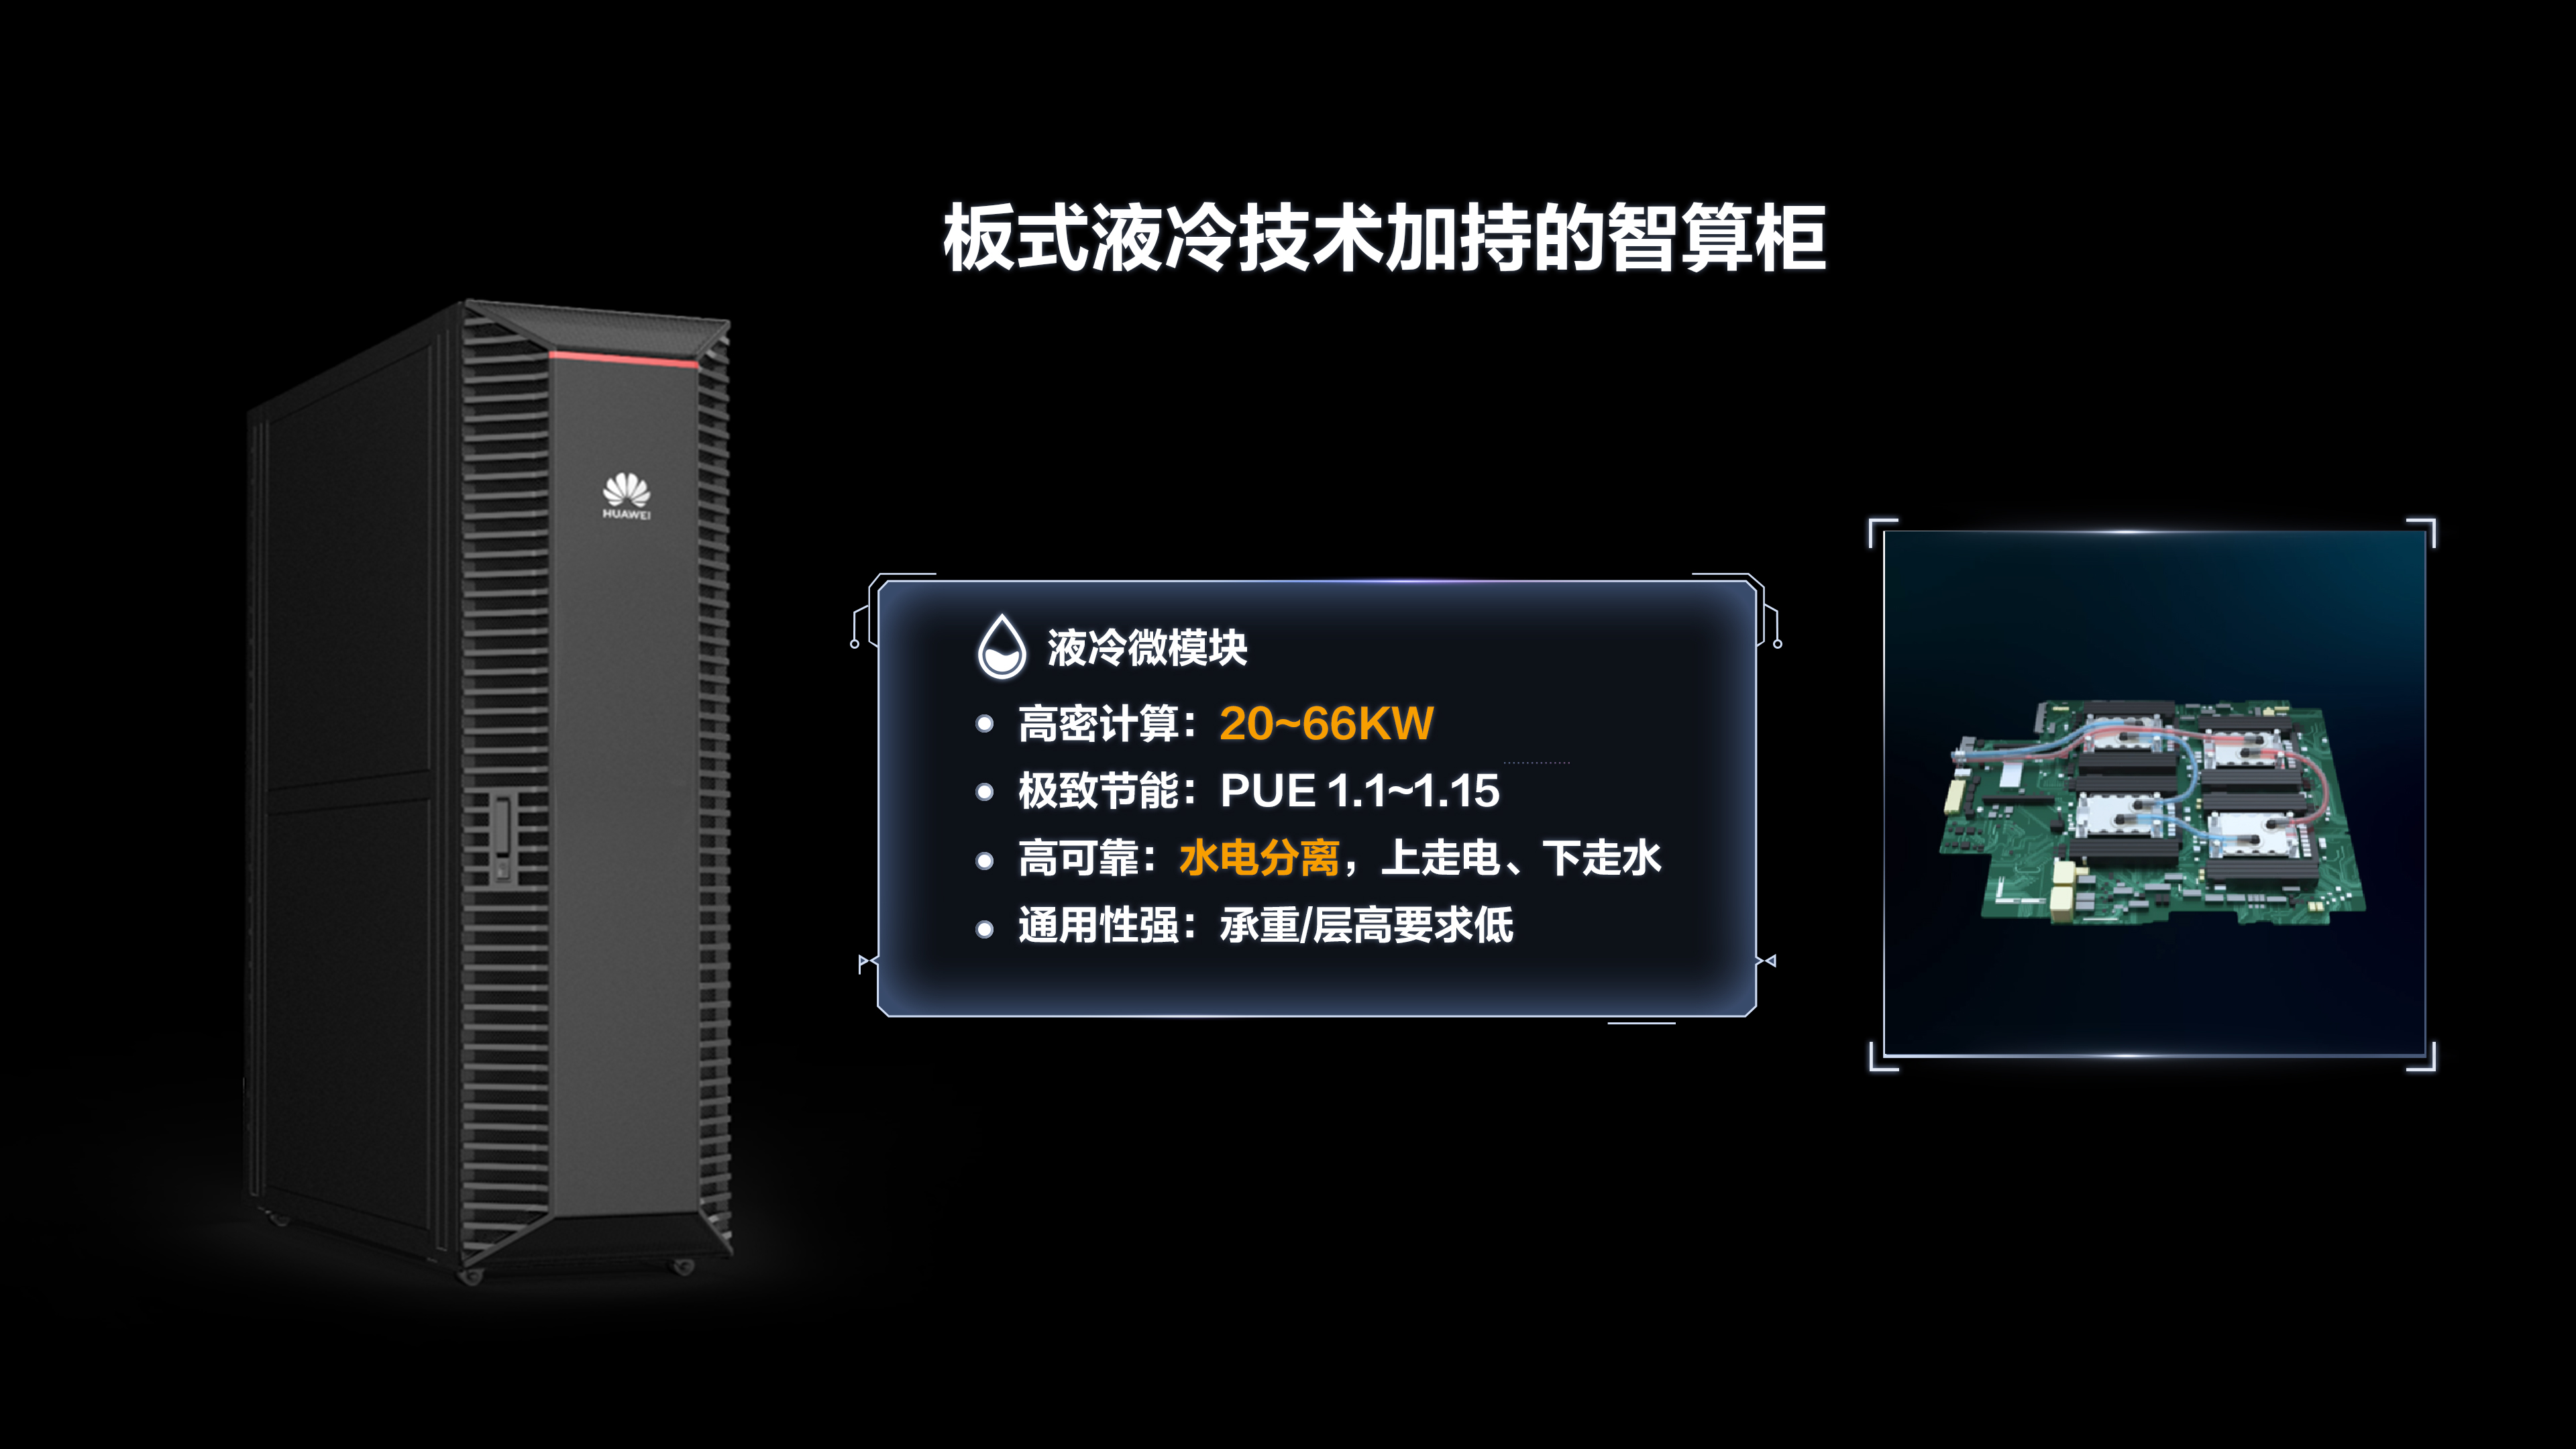 板式液冷技术加持的智算柜
HUAWEI
液冷微模块
高密计算：20~66KW
极致节能：PUE 1.1~1.15
高可靠：水电分离，上走电、下走水
通用性强：承重/层高要求低